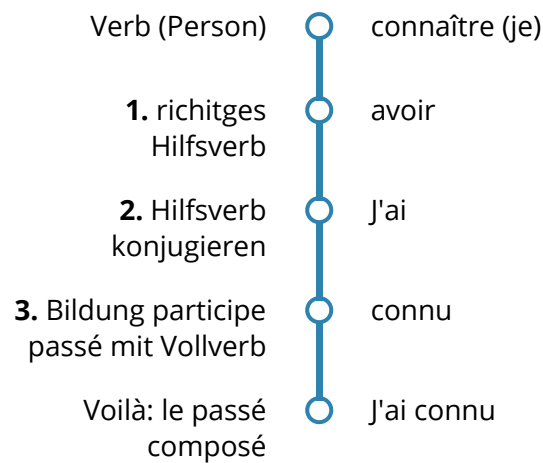 Verb (Person) connaître (je)
1. richitges avoir
Hilfsverb
2. Hilfsverb J'ai
konjugieren
3. Bildung participe connu
passé mit Vollverb
Voilà: le passé J'ai connu
composé